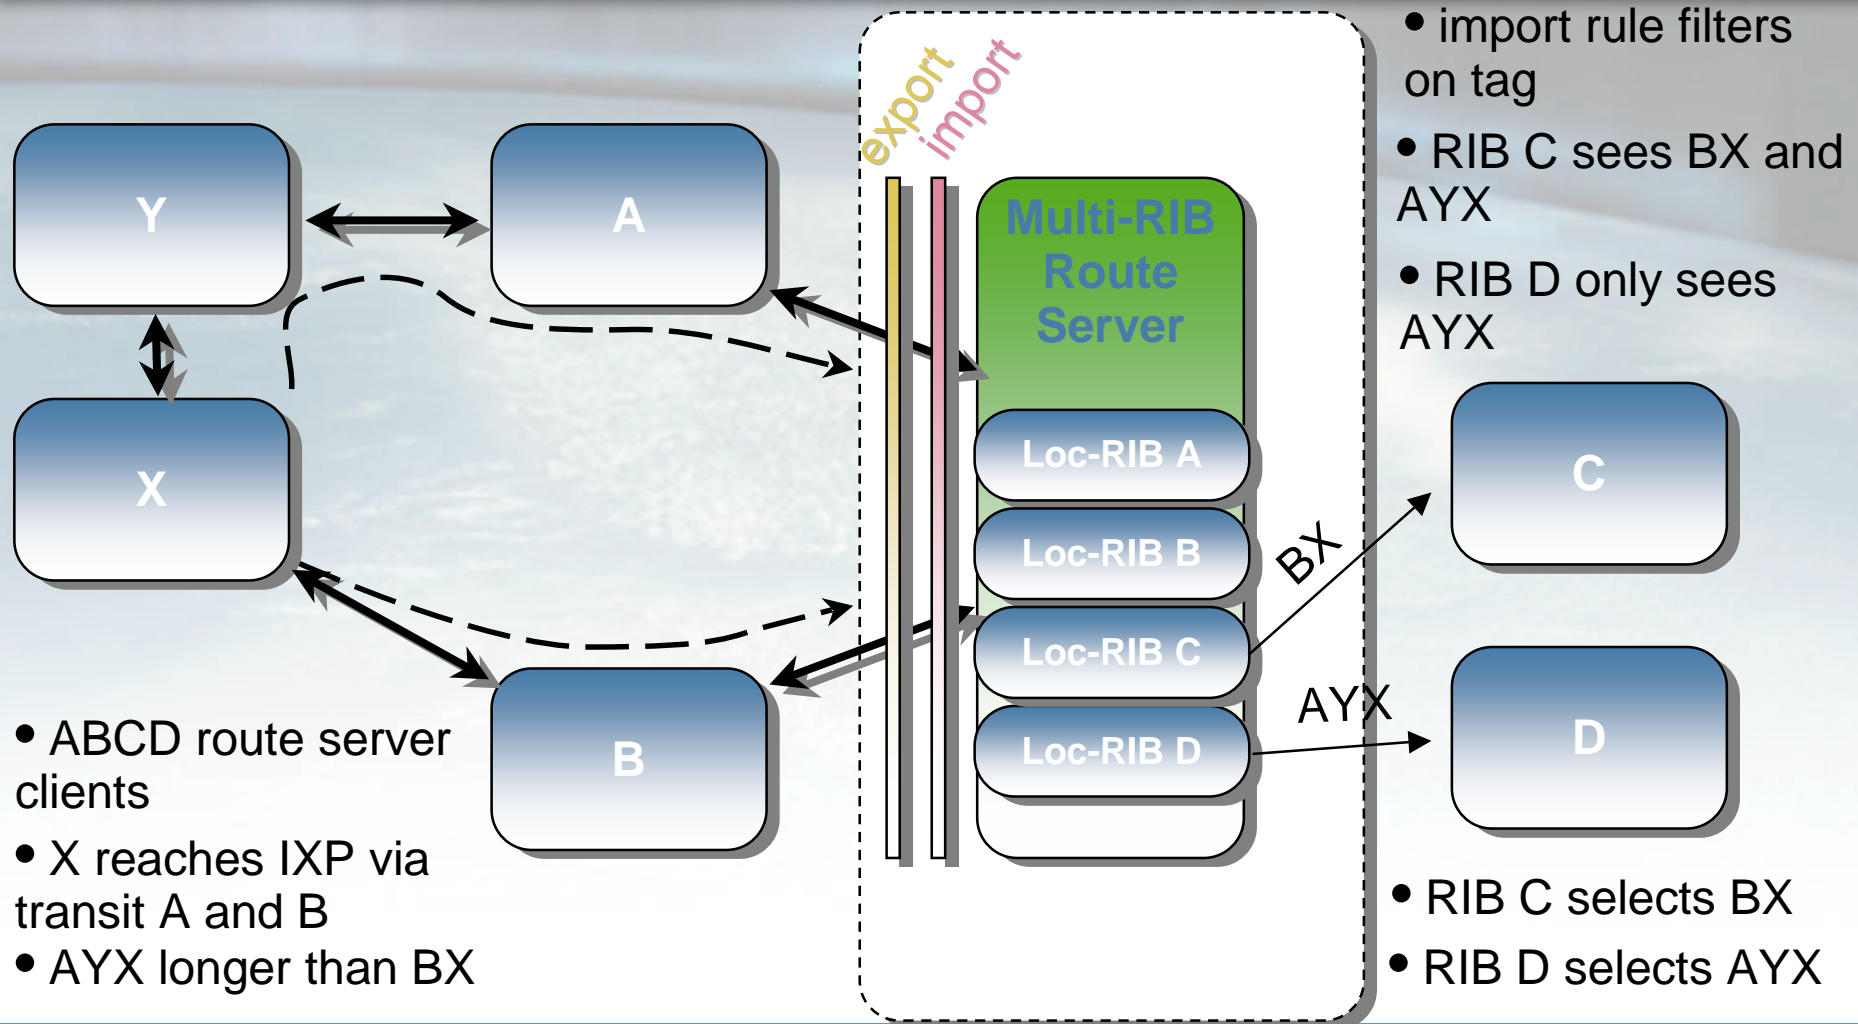 export
import
• import rule filters
on tag
• RIB C sees BX and
AYX
• RIB D only sees
AYX
Y
A
X
B
Multi-RIB
Route
Server
Loc-RIB A
Loc-RIB B
Loc-RIB C
Loc-RIB D
BX
AYX
C
D
• ABCD route server
clients
• X reaches IXP via
transit A and B
• AYX longer than BX
• RIB C selects BX
• RIB D selects AYX